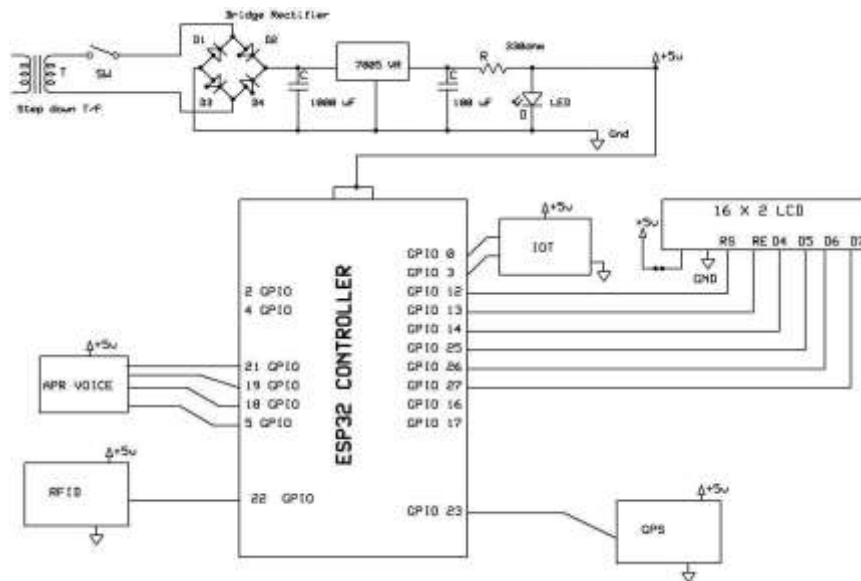 Bridge Rectifier
D1
D2
D3
D4
T
SW
Step down T/F
C
1000 uF
7805 VR
C
100 uF
R
330ohm
D
LED
+5v
Gnd
ESP32 CONTROLLER
2 GPIO
4 GPIO
21 GPIO
19 GPIO
18 GPIO
5 GPIO
22 GPIO
GPIO 0
GPIO 3
GPIO 12
GPIO 13
GPIO 14
GPIO 25
GPIO 26
GPIO 27
GPIO 16
GPIO 17
GPIO 23
+5v
IOT
16 X 2 LCD
+5v
GND
RS RE D4 D5 D6 D7
+5v
APR VOICE
+5v
RFID
+5v
GPS